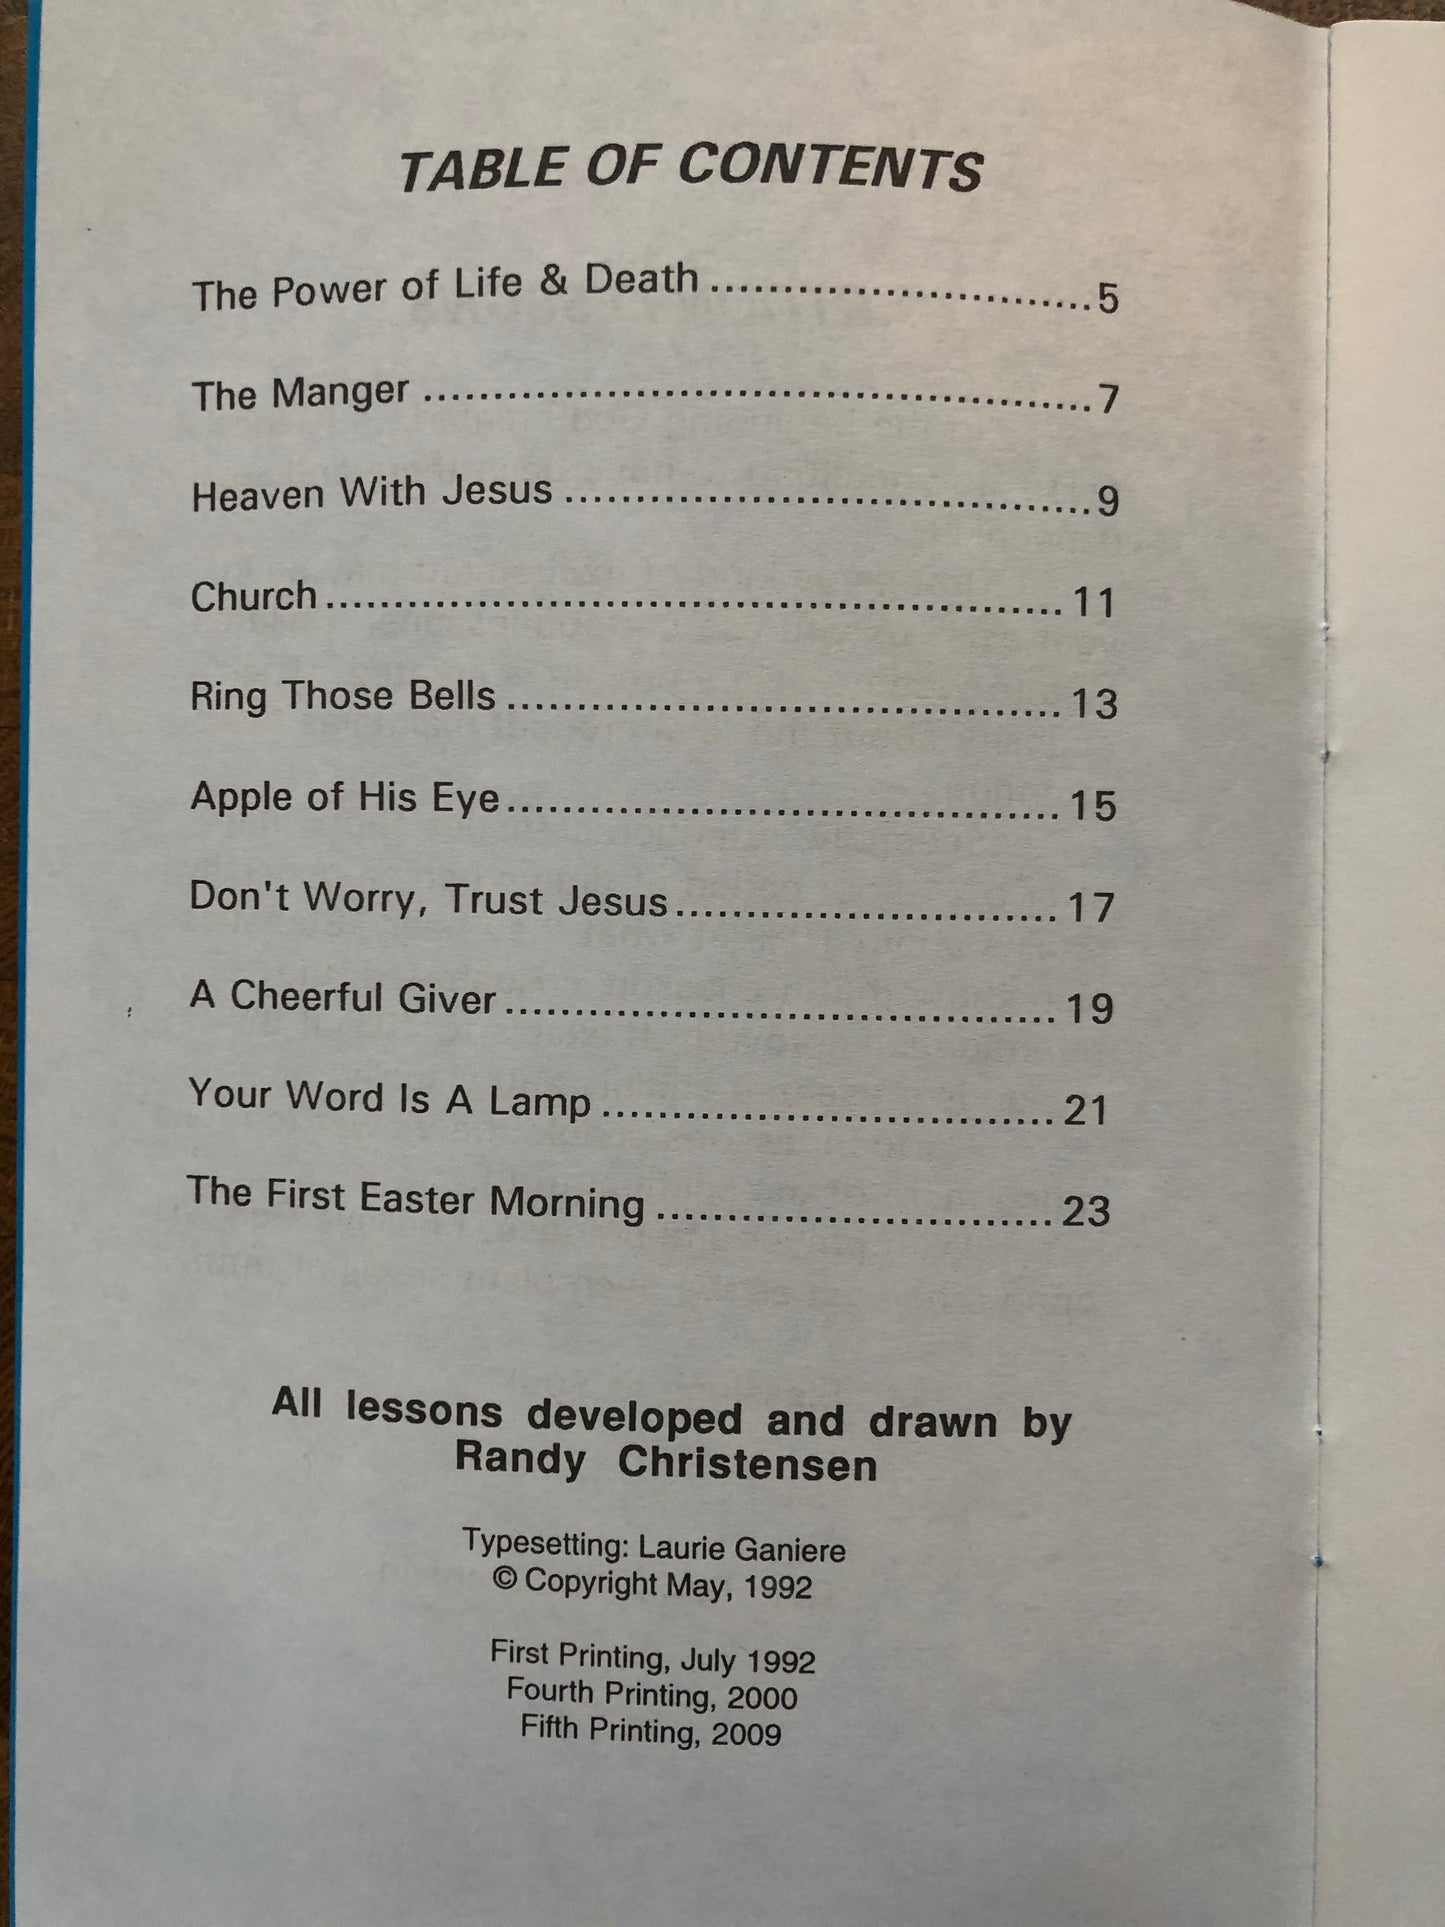 TABLE OF CONTENTS
The Power of Life & Death ........................... 5
The Manger ............................................... 7
Heaven With Jesus ..................................... 9
Church .................................................... 11
Ring Those Bells ....................................... 13
Apple of His Eye ....................................... 15
Don't Worry, Trust Jesus ........................... 17
A Cheerful Giver ....................................... 19
Your Word Is A Lamp ................................ 21
The First Easter Morning ............................ 23
All lessons developed and drawn by
Randy Christensen
Typesetting: Laurie Ganiere
© Copyright May, 1992
First Printing, July 1992
Fourth Printing, 2000
Fifth Printing, 2009